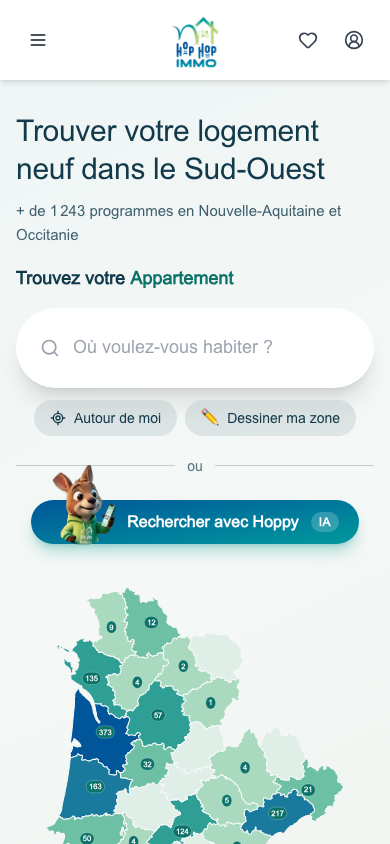 HOP HOP
IMMO
Trouver votre logement
neuf dans le Sud-Ouest
+ de 1 243 programmes en Nouvelle-Aquitaine et
Occitanie
Trouvez votre Appartement
Où voulez-vous habiter ?
Autour de moi
Dessiner ma zone
ou
Rechercher avec Hoppy IA
9
12
2
135
4
1
57
373
32
4
163
21
5
217
124
50
4